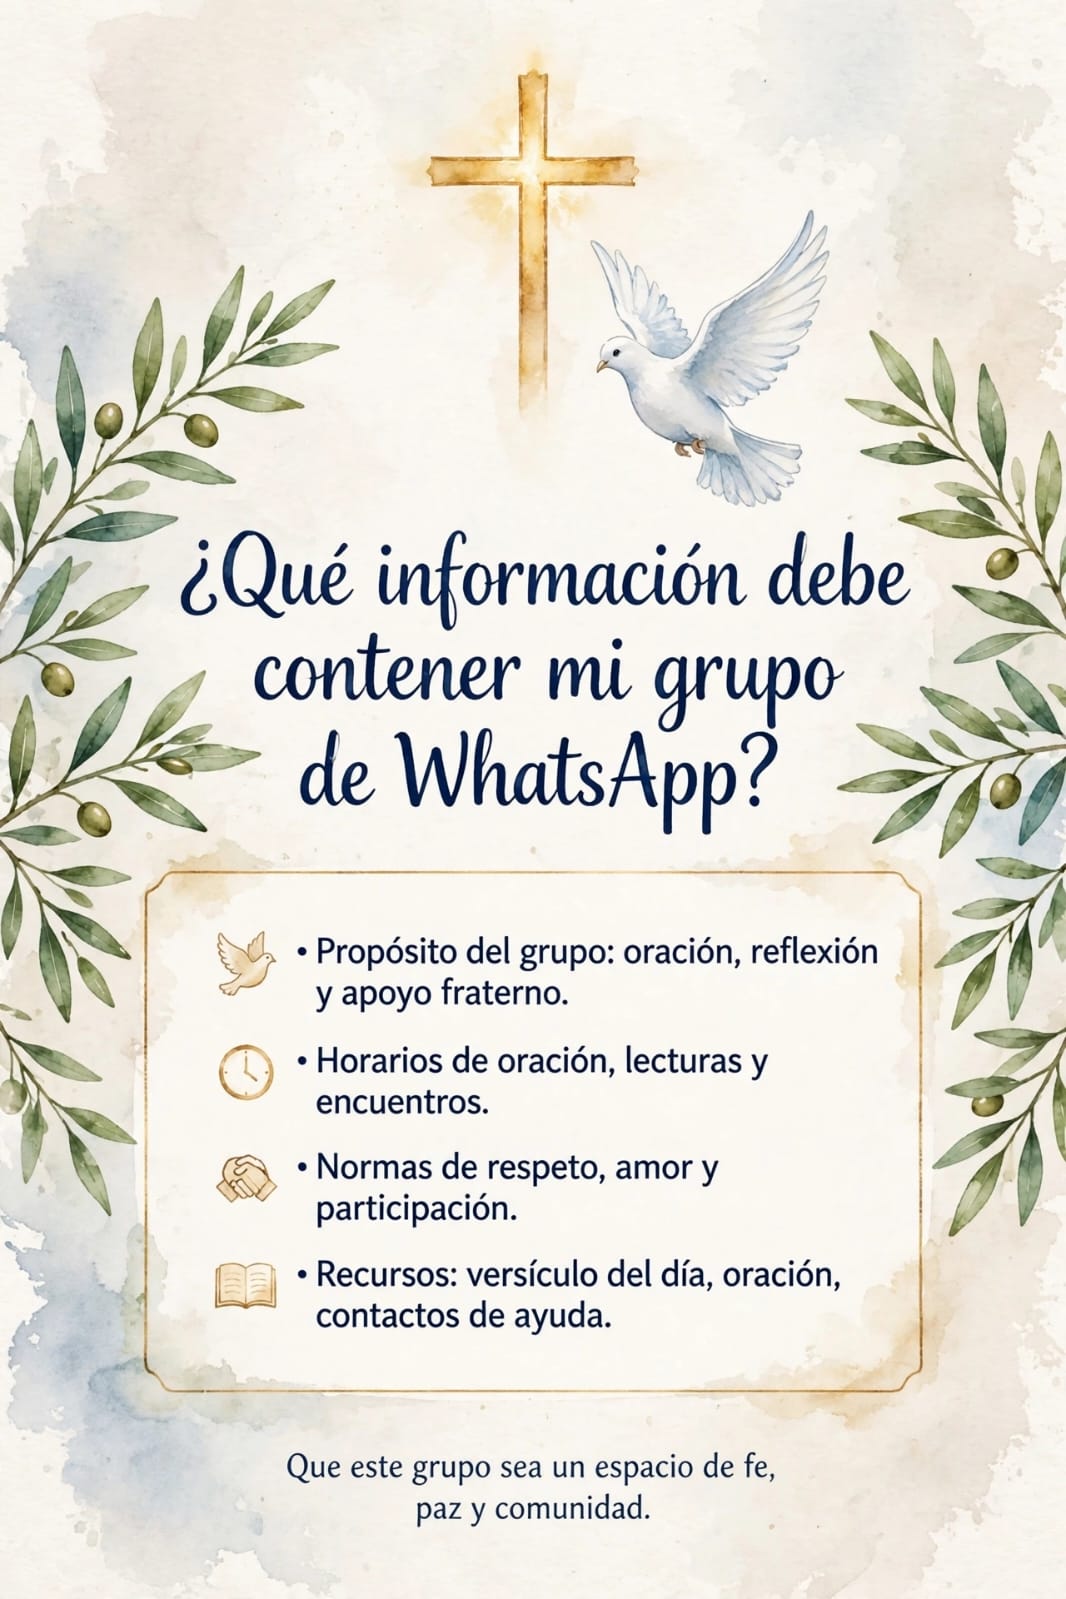 ¿Qué información debe
contener mi grupo
de WhatsApp?
• Propósito del grupo: oración, reflexión
y apoyo fraterno.
• Horarios de oración, lecturas y
encuentros.
• Normas de respeto, amor y
participación.
• Recursos: versículo del día, oración,
contactos de ayuda.
Que este grupo sea un espacio de fe,
paz y comunidad.